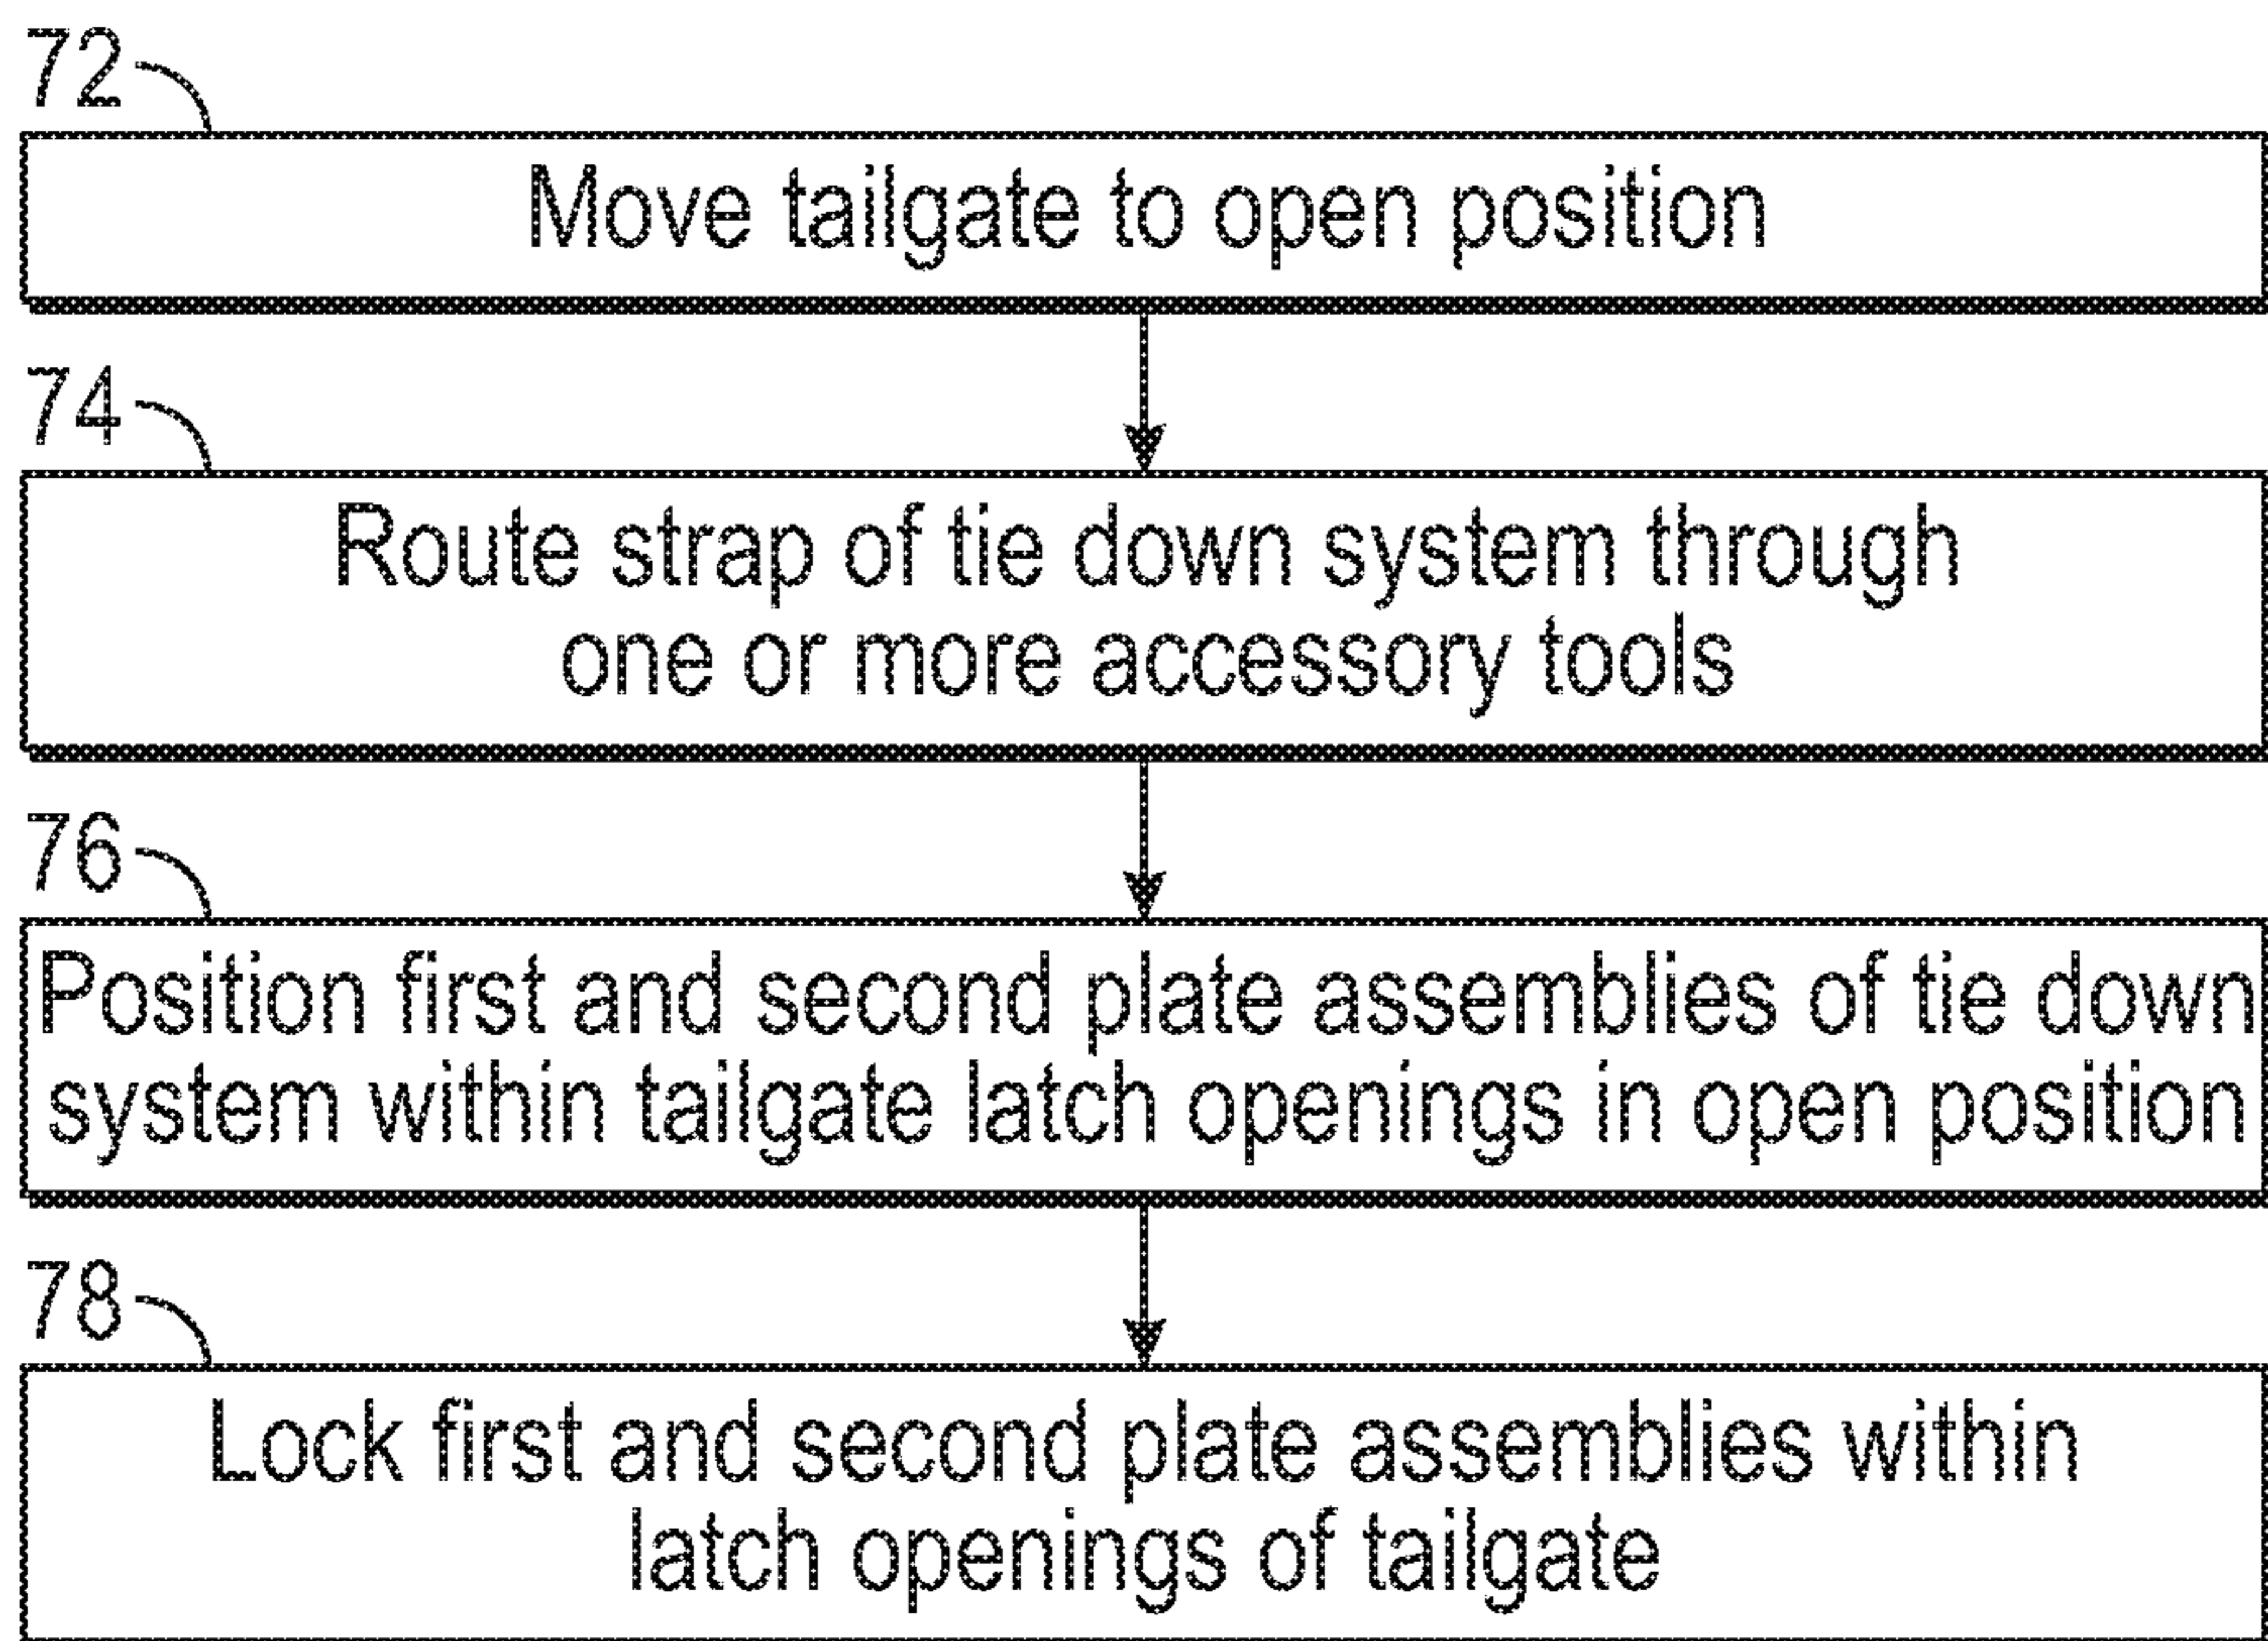 72
Move tailgate to open position
74
Route strap of tie down system through
one or more accessory tools
76
Position first and second plate assemblies of tie down
system within tailgate latch openings in open position
78
Lock first and second plate assemblies within
latch openings of tailgate